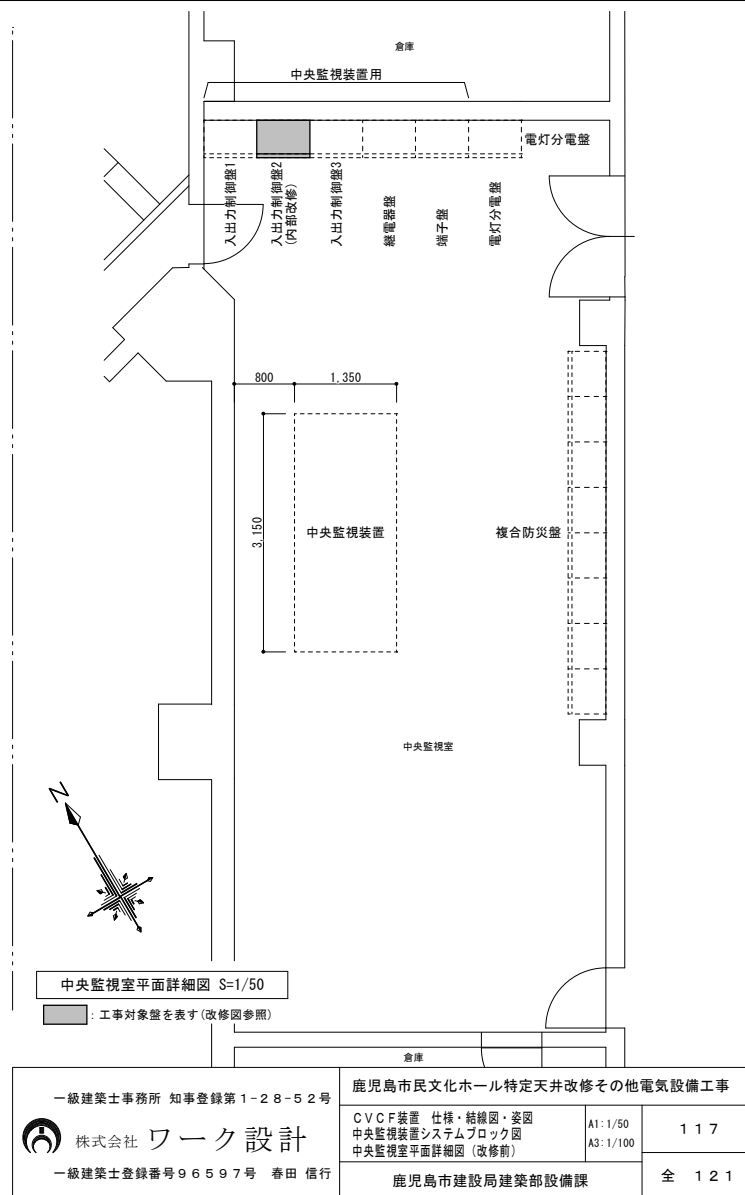 倉庫
中央監視装置用
電灯分電盤
入出力制御盤1
入出力制御盤2
(内部改修)
入出力制御盤3
継電器盤
端子盤
電灯分電盤
800
1,350
3,150
中央監視装置
複合防災盤
中央監視室
N
中央監視室平面詳細図 S=1/50
:工事対象盤を表す(改修図参照)
倉庫
一級建築士事務所 知事登録第1-28-52号
株式会社 ワーク設計
一級建築士登録番号96597号 春田 信行
鹿児島市民文化ホール特定天井改修その他電気設備工事
CVCF装置 仕様・結線図・姿図
中央監視装置システムブロック図
中央監視室平面詳細図(改修前)
A1:1/50
A3:1/100
117
鹿児島市建設局建築部設備課
全 121